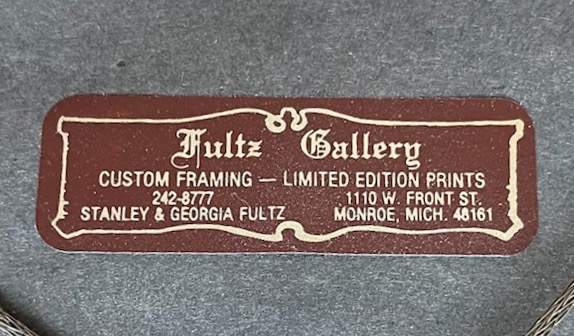 Fultz Gallery
CUSTOM FRAMING — LIMITED EDITION PRINTS
242-8777 1110 W. FRONT ST.
STANLEY & GEORGIA FULTZ MONROE, MICH. 48161